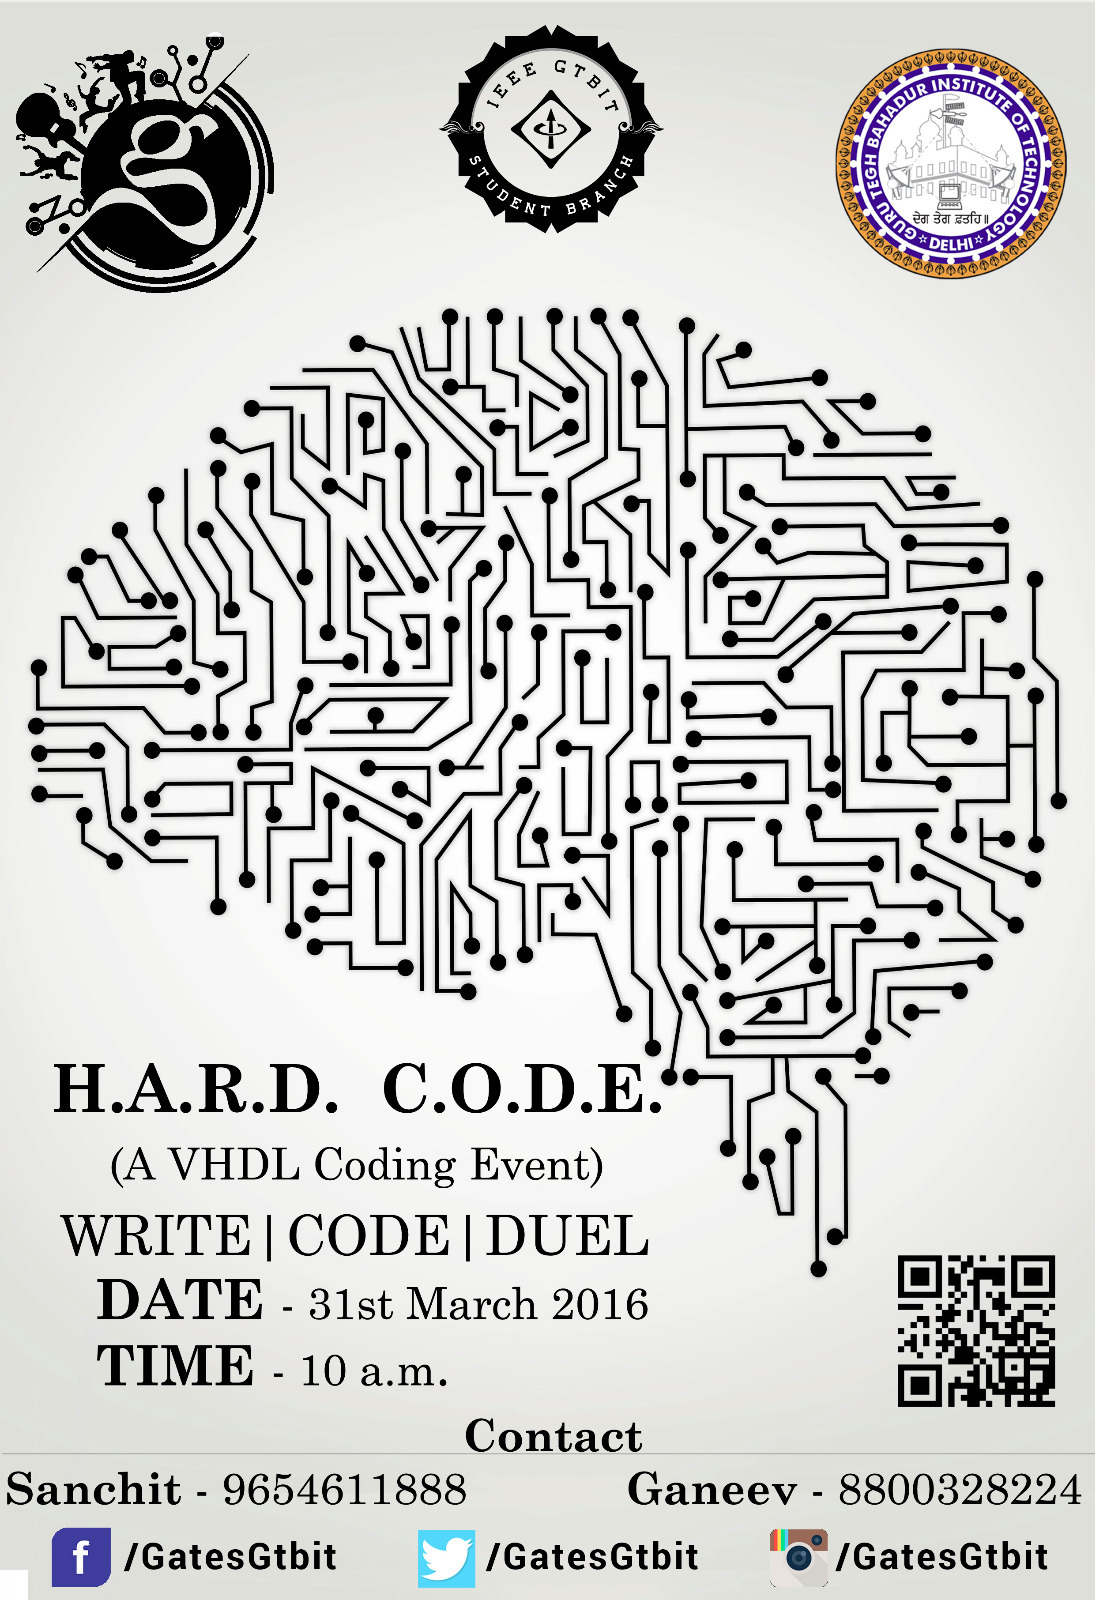 g
IEEE GTBIT
STUDENT BRANCH
GURU TEGH BAHADUR INSTITUTE OF TECHNOLOGY
☆ DELHI ☆
ਦੇਗ ਤੇਗ ਫ਼ਤਹਿ॥
H.A.R.D. C.O.D.E.
(A VHDL Coding Event)
WRITE|CODE|DUEL
DATE - 31st March 2016
TIME - 10 a.m.
Contact
Sanchit - 9654611888
Ganeev - 8800328224
f /GatesGtbit
/GatesGtbit
/GatesGtbit